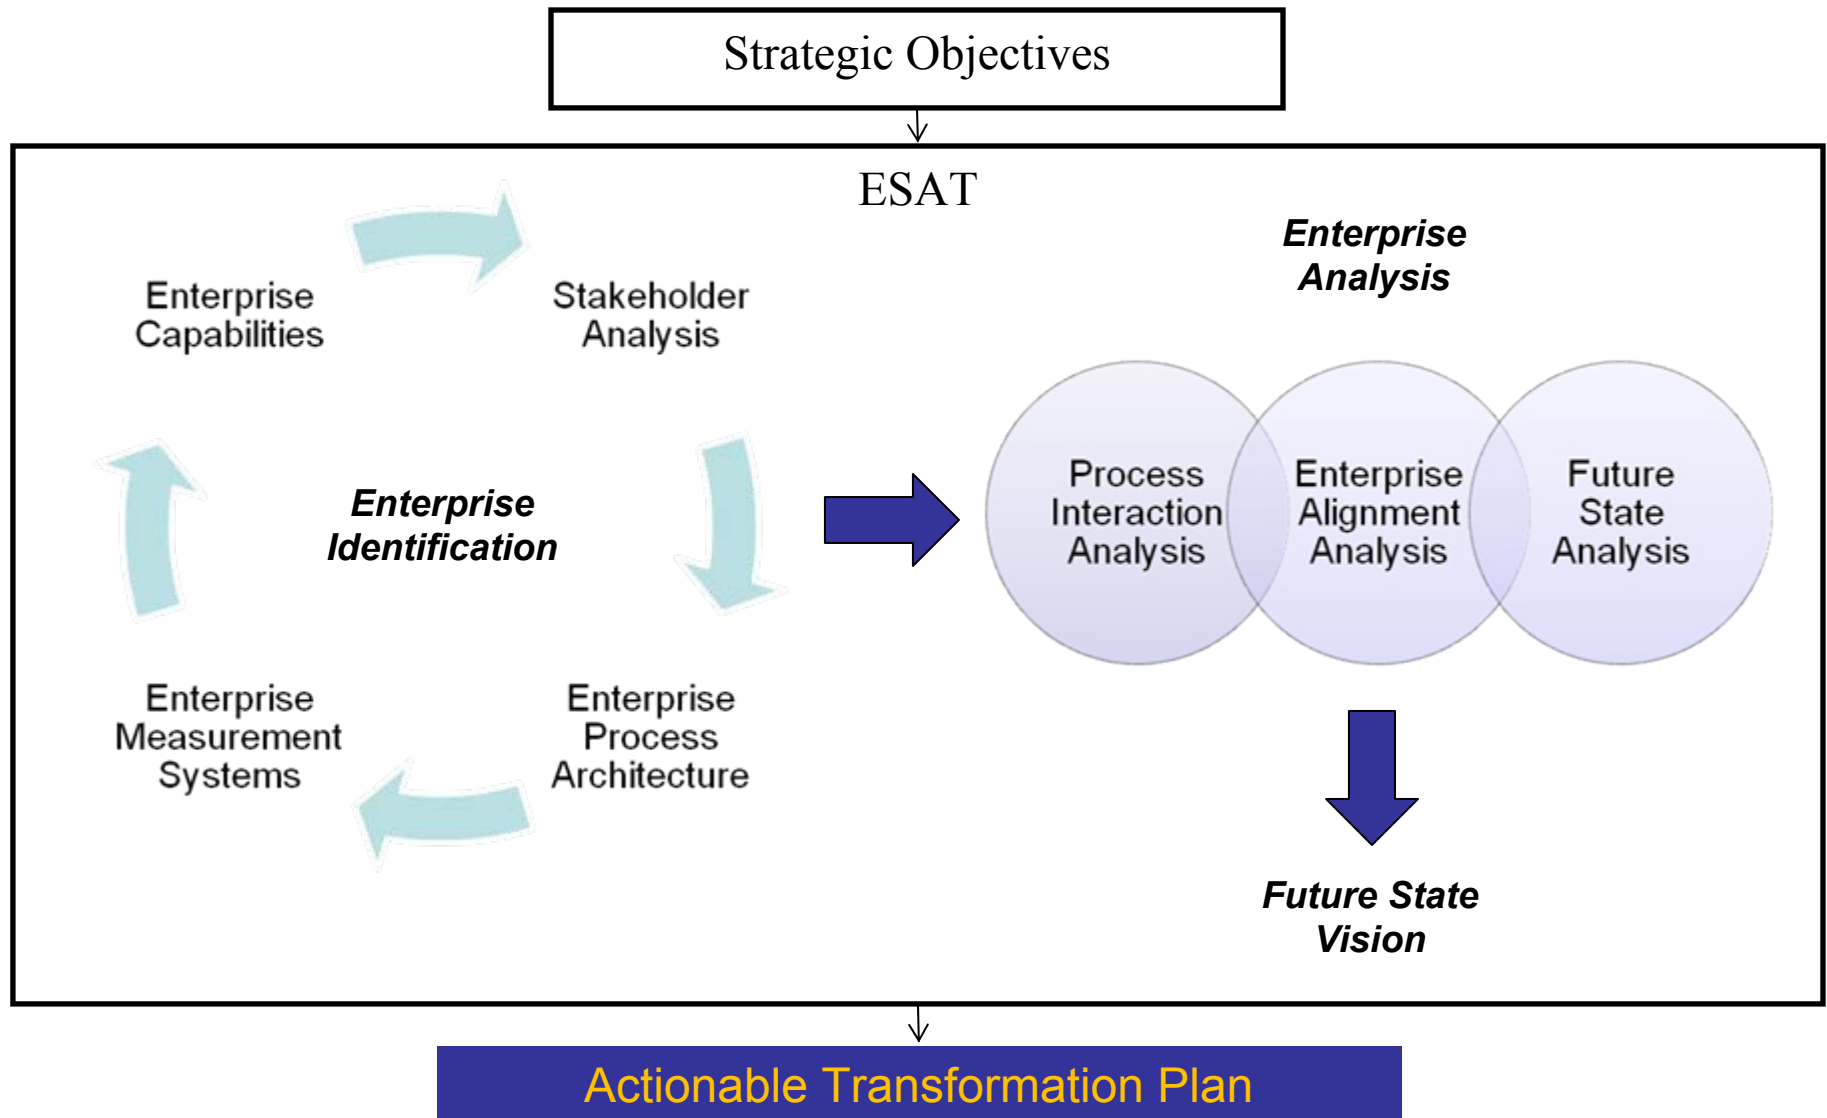 Strategic Objectives
ESAT
Enterprise
Capabilities
Stakeholder
Analysis
Enterprise
Identification
Enterprise
Measurement
Systems
Enterprise
Process
Architecture
Enterprise
Analysis
Process
Interaction
Analysis
Enterprise
Alignment
Analysis
Future
State
Analysis
Future State
Vision
Actionable Transformation Plan